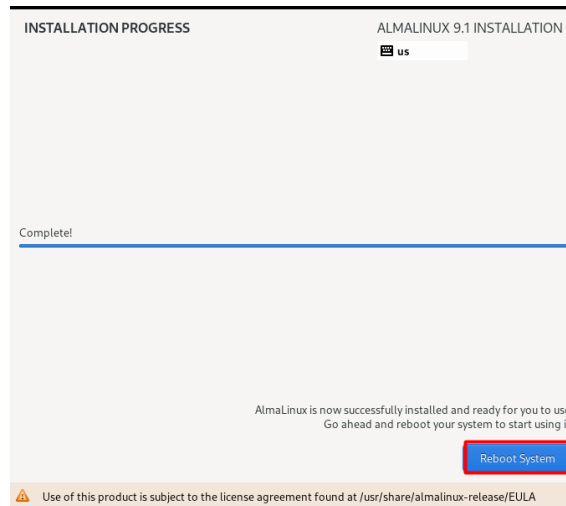 INSTALLATION PROGRESS
ALMALINUX 9.1 INSTALLATION
us
Complete!
AlmaLinux is now successfully installed and ready for you to
Go ahead and reboot your system to start using
Reboot System
Use of this product is subject to the license agreement found at /usr/share/almalinux-release/EULA